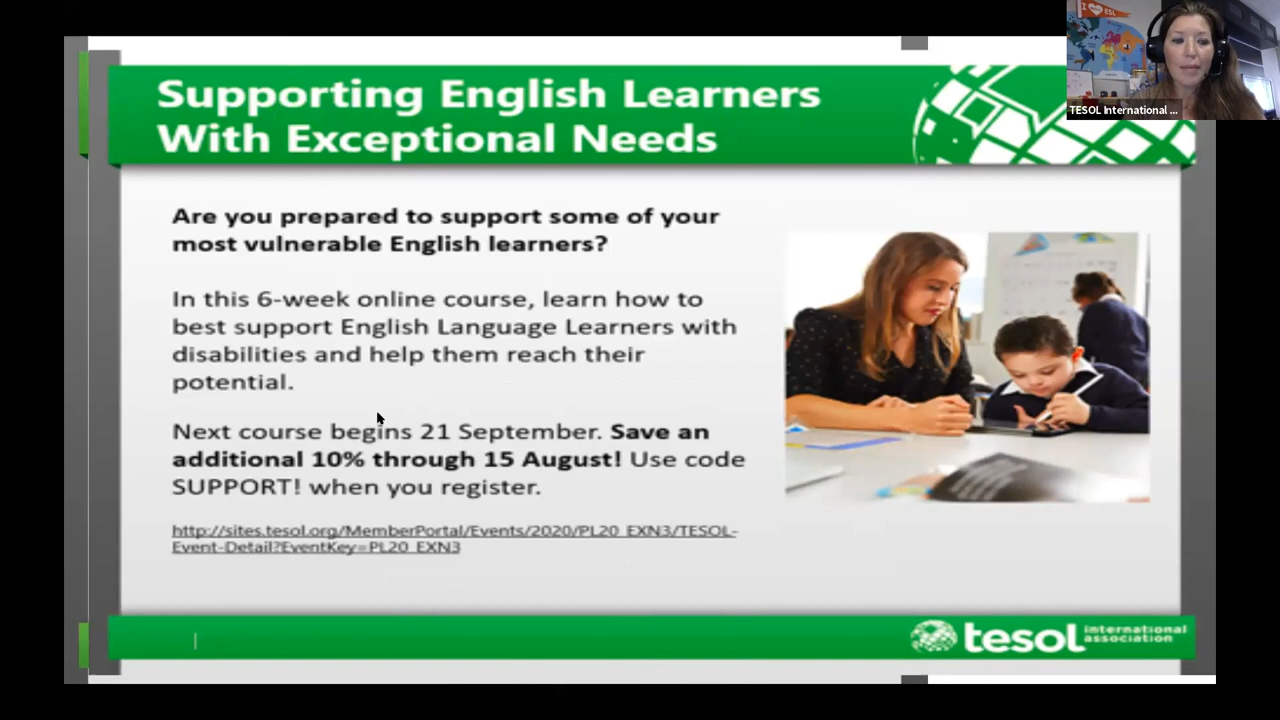 I ❤ ESL
TESOL International ...
Supporting English Learners
With Exceptional Needs
Are you prepared to support some of your
most vulnerable English learners?
In this 6-week online course, learn how to
best support English Language Learners with
disabilities and help them reach their
potential.
Next course begins 21 September. Save an
additional 10% through 15 August! Use code
SUPPORT! when you register.
http://sites.tesol.org/MemberPortal/Events/2020/PL20_EXN3/TESOL-
Event-Detail?EventKey=PL20_EXN3
tesol international
association